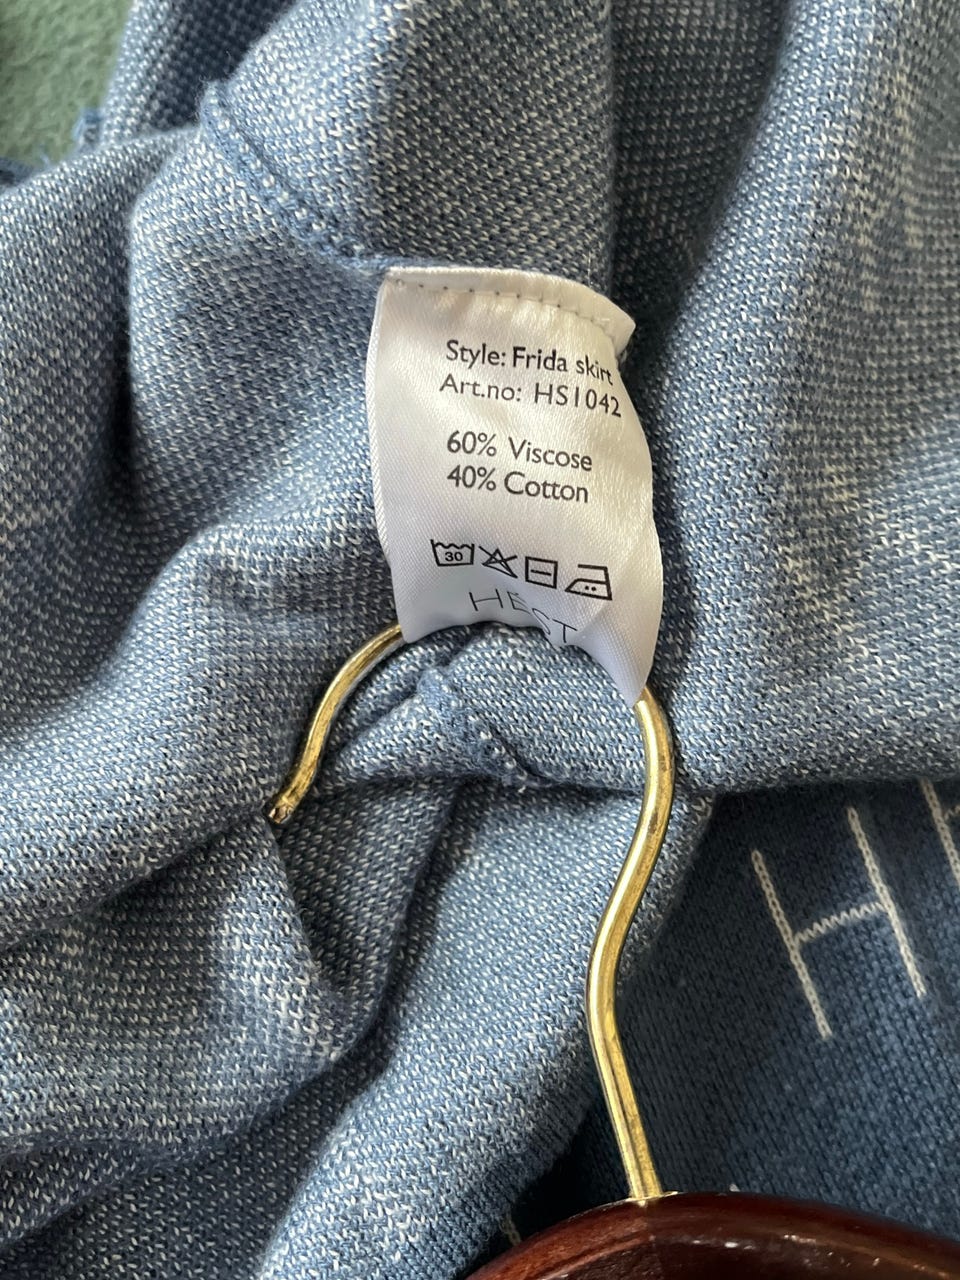 Style: Frida skirt
Art.no: HS1042
60% Viscose
40% Cotton
30
HEST
H